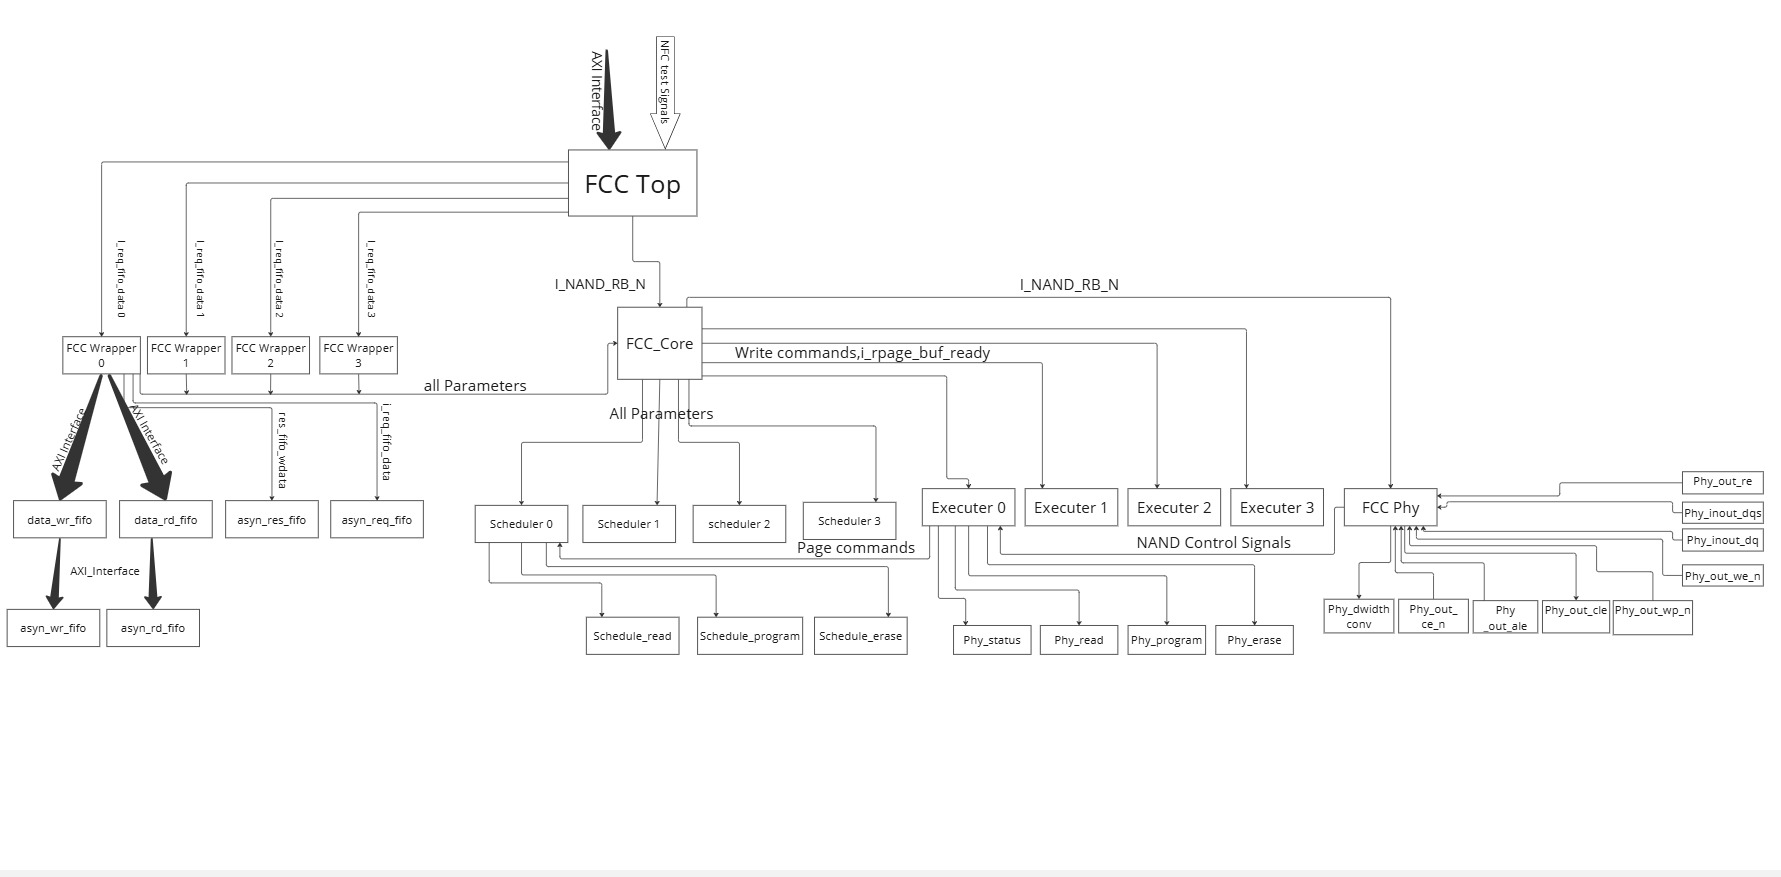 AXI Interface
NFC test Signals
FCC Top
I_req_fifo_data 0
I_req_fifo_data 1
I_req_fifo_data 2
I_req_fifo_data 3
I_NAND_RB_N
I_NAND_RB_N
FCC Wrapper
0
FCC Wrapper
1
FCC Wrapper
2
FCC Wrapper
3
FCC_Core
Write commands,i_rpage_buf_ready
all Parameters
All Parameters
AXI Interface
AXI Interface
res_fifo_wdata
i_req_fifo_data
data_wr_fifo
data_rd_fifo
asyn_res_fifo
asyn_req_fifo
Scheduler 0
Scheduler 1
scheduler 2
Scheduler 3
Executer 0
Executer 1
Executer 2
Executer 3
FCC Phy
Phy_out_re
Phy_inout_dqs
Phy_inout_dq
Phy_out_we_n
Page commands
NAND Control Signals
AXI_Interface
asyn_wr_fifo
asyn_rd_fifo
Schedule_read
Schedule_program
Schedule_erase
Phy_status
Phy_read
Phy_program
Phy_erase
Phy_dwidth
conv
Phy_out_
ce_n
Phy
_out_ale
Phy_out_cle
Phy_out_wp_n